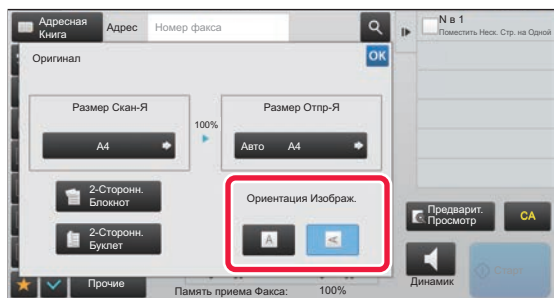 Адресная
Книга
Адрес
Номер факса
N в 1
Поместить Неск. Стр. на Одной
Оригинал
OK
Размер Скан-Я
100%
Размер Отпр-Я
A4
Авто A4
2-Сторонн.
Блокнот
Ориентация Изображ.
2-Сторонн.
Буклет
A
A
Предварит.
Просмотр
CA
Старт
Динамик
Прочие
Память приема Факса: 100%